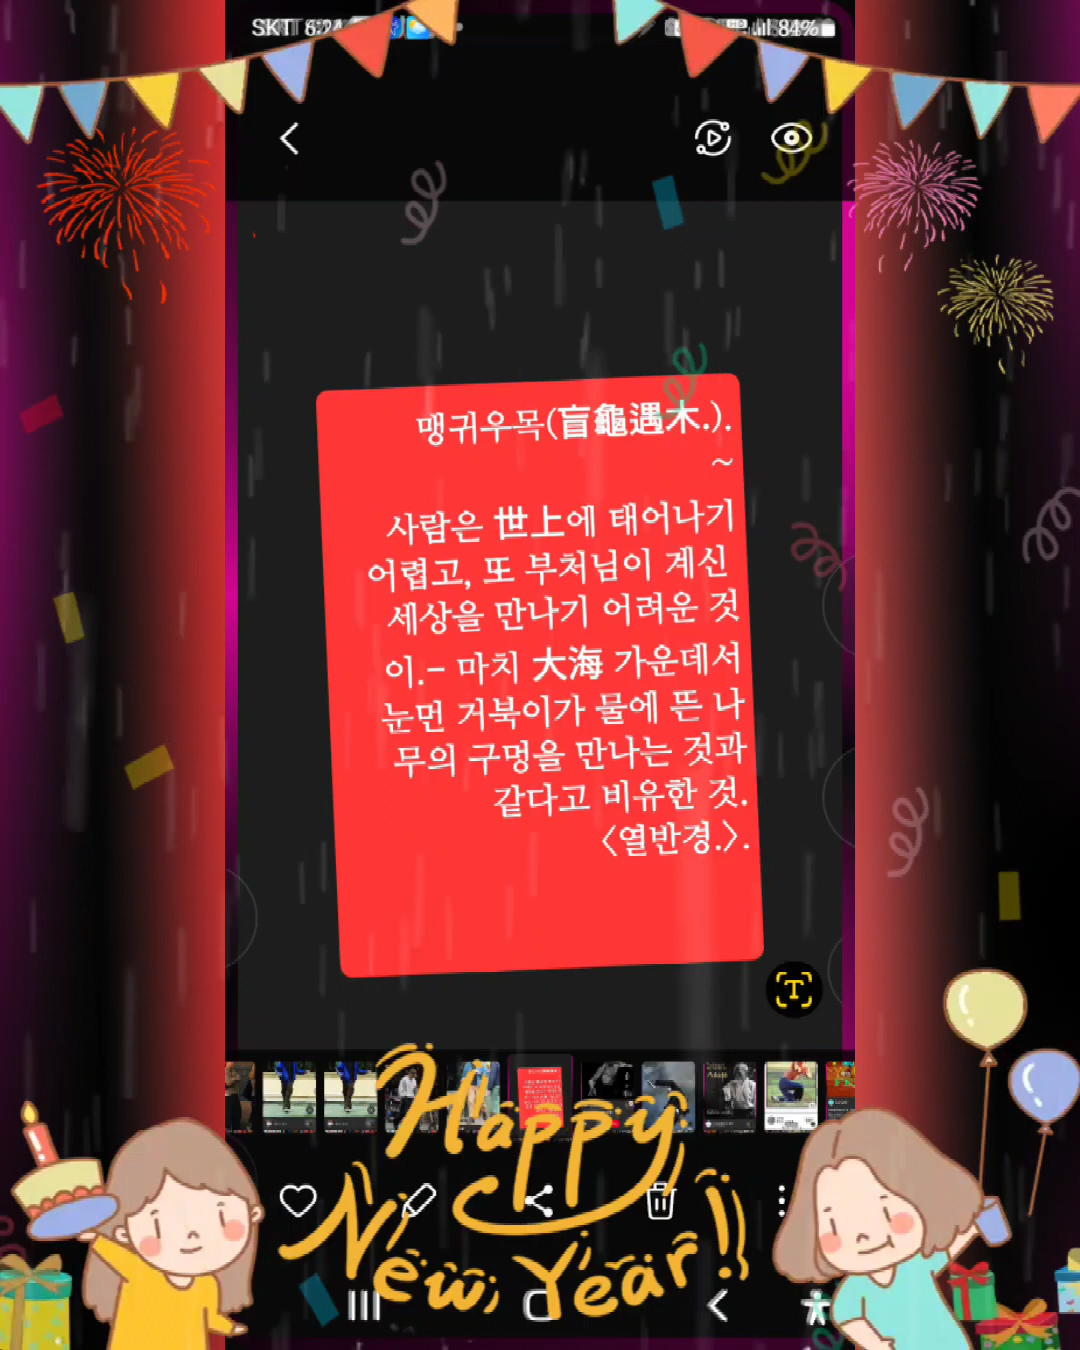 SKT 6:24
84%
맹귀우목(盲龜遇木.).
~
사람은 世上에 태어나기
어렵고, 또 부처님이 계신
세상을 만나기 어려운 것
이.- 마치 大海 가운데서
눈먼 거북이가 물에 뜬 나
무의 구멍을 만나는 것과
같다고 비유한 것.
〈열반경.〉.
T
Happy
New Year!!